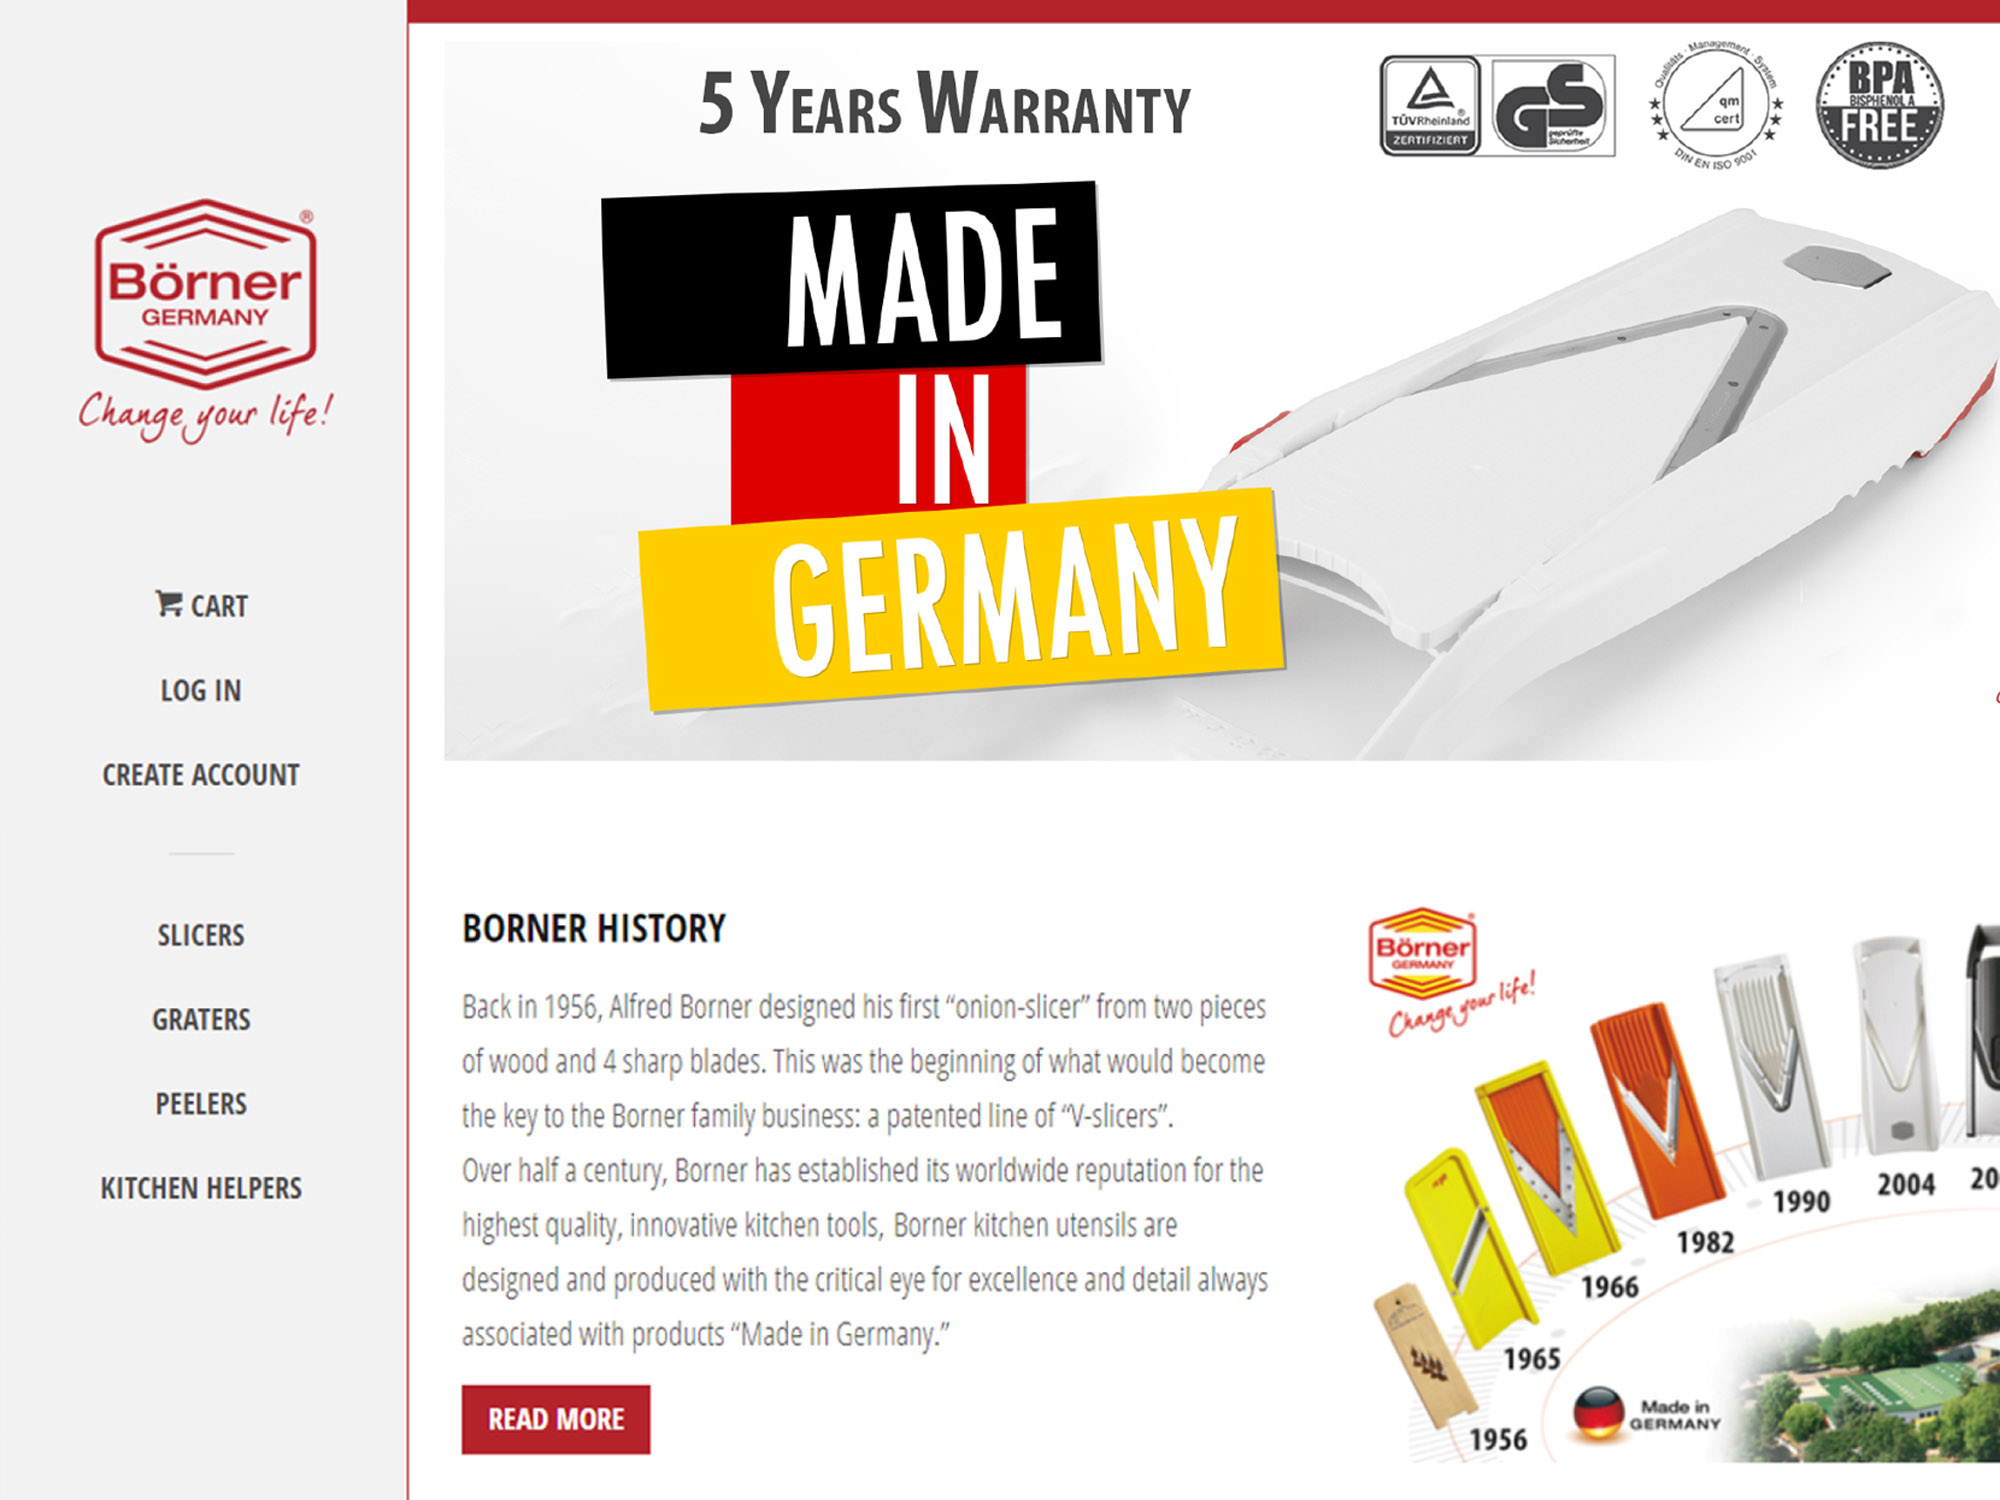 ®
Börner
GERMANY
Change your life!
CART
LOG IN
CREATE ACCOUNT
SLICERS
GRATERS
PEELERS
KITCHEN HELPERS
5 YEARS WARRANTY
TÜVRheinland
®
ZERTIFIZIERT
GS
geprüfte
Sicherheit
Qualitäts - Management - System
qm
cert
DIN EN ISO 9001
BPA
BISPHENOL A
FREE
MADE
IN
GERMANY
BORNER HISTORY
Back in 1956, Alfred Borner designed his first “onion-slicer” from two pieces
of wood and 4 sharp blades. This was the beginning of what would become
the key to the Borner family business: a patented line of “V-slicers”.
Over half a century, Borner has established its worldwide reputation for the
highest quality, innovative kitchen tools, Borner kitchen utensils are
designed and produced with the critical eye for excellence and detail always
associated with products “Made in Germany.”
READ MORE
Börner
GERMANY
Change your life!
1956
1965
1966
1982
1990
2004
20
Made in
GERMANY